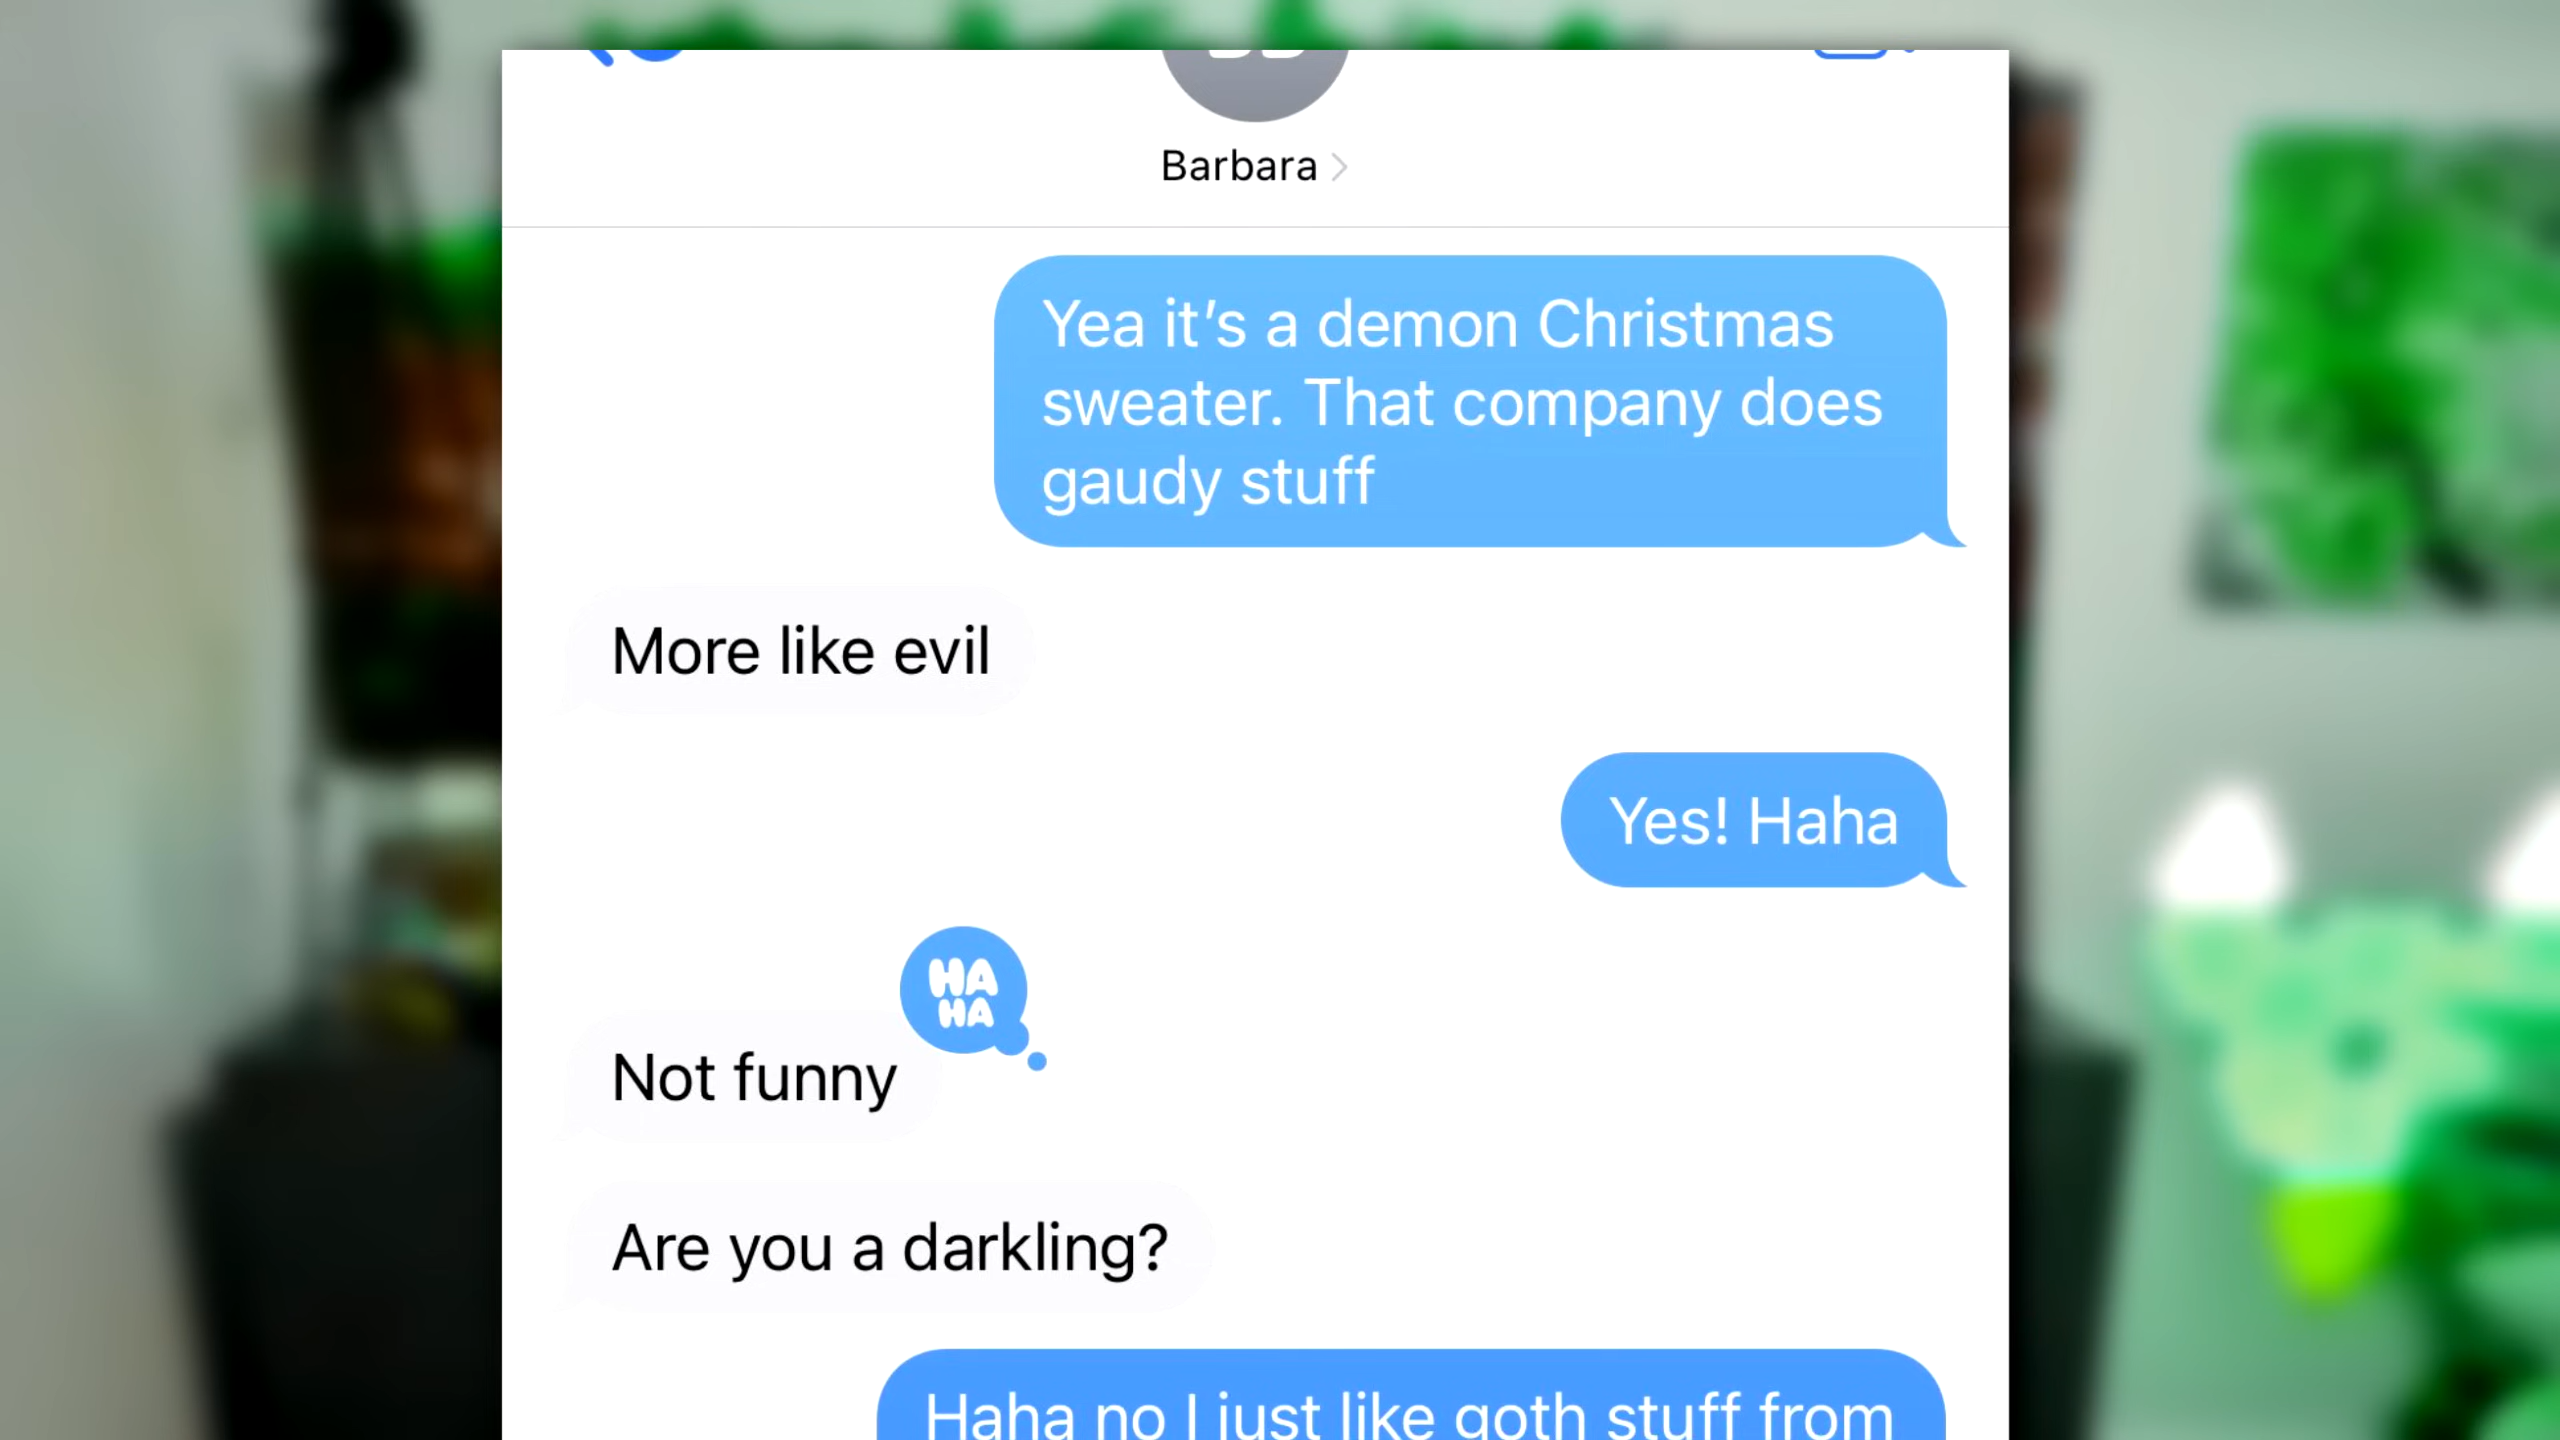 Barbara
Yea it’s a demon Christmas
sweater. That company does
gaudy stuff
More like evil
Yes! Haha
HA
HA
Not funny
Are you a darkling?
Haha no I just like goth stuff from